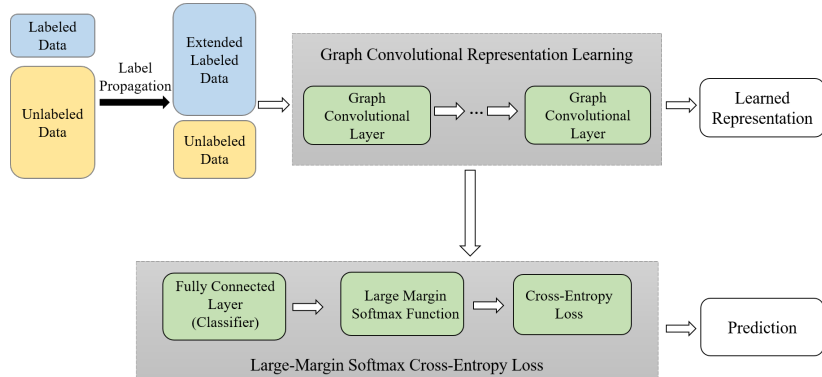 Labeled
Data
Unlabeled
Data
Label
Propagation
Extended
Labeled
Data
Unlabeled
Data
Graph Convolutional Representation Learning
Graph
Convolutional
Layer
...
Graph
Convolutional
Layer
Learned
Representation
Fully Connected
Layer
(Classifier)
Large Margin
Softmax Function
Cross-Entropy
Loss
Large-Margin Softmax Cross-Entropy Loss
Prediction